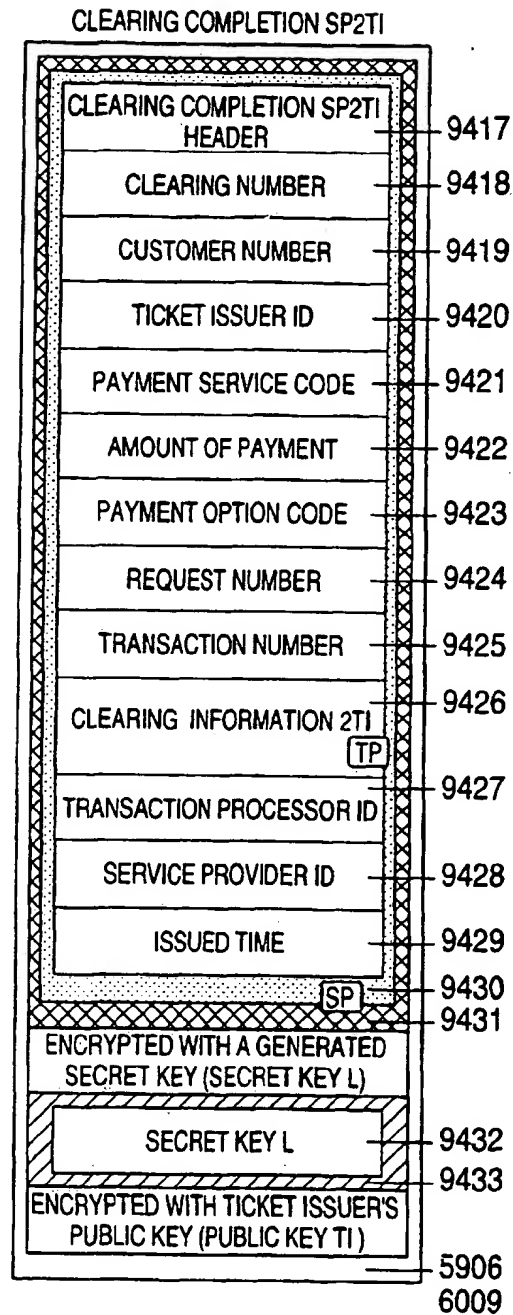 CLEARING COMPLETION SP2TI
CLEARING COMPLETION SP2TI
HEADER
9417
CLEARING NUMBER
9418
CUSTOMER NUMBER
9419
TICKET ISSUER ID
9420
PAYMENT SERVICE CODE
9421
AMOUNT OF PAYMENT
9422
PAYMENT OPTION CODE
9423
REQUEST NUMBER
9424
TRANSACTION NUMBER
9425
9426
CLEARING INFORMATION 2TI
TP
9427
TRANSACTION PROCESSOR ID
SERVICE PROVIDER ID
9428
ISSUED TIME
9429
SP
9430
9431
ENCRYPTED WITH A GENERATED
SECRET KEY (SECRET KEY L)
SECRET KEY L
9432
9433
ENCRYPTED WITH TICKET ISSUER'S
PUBLIC KEY (PUBLIC KEY TI )
5906
6009